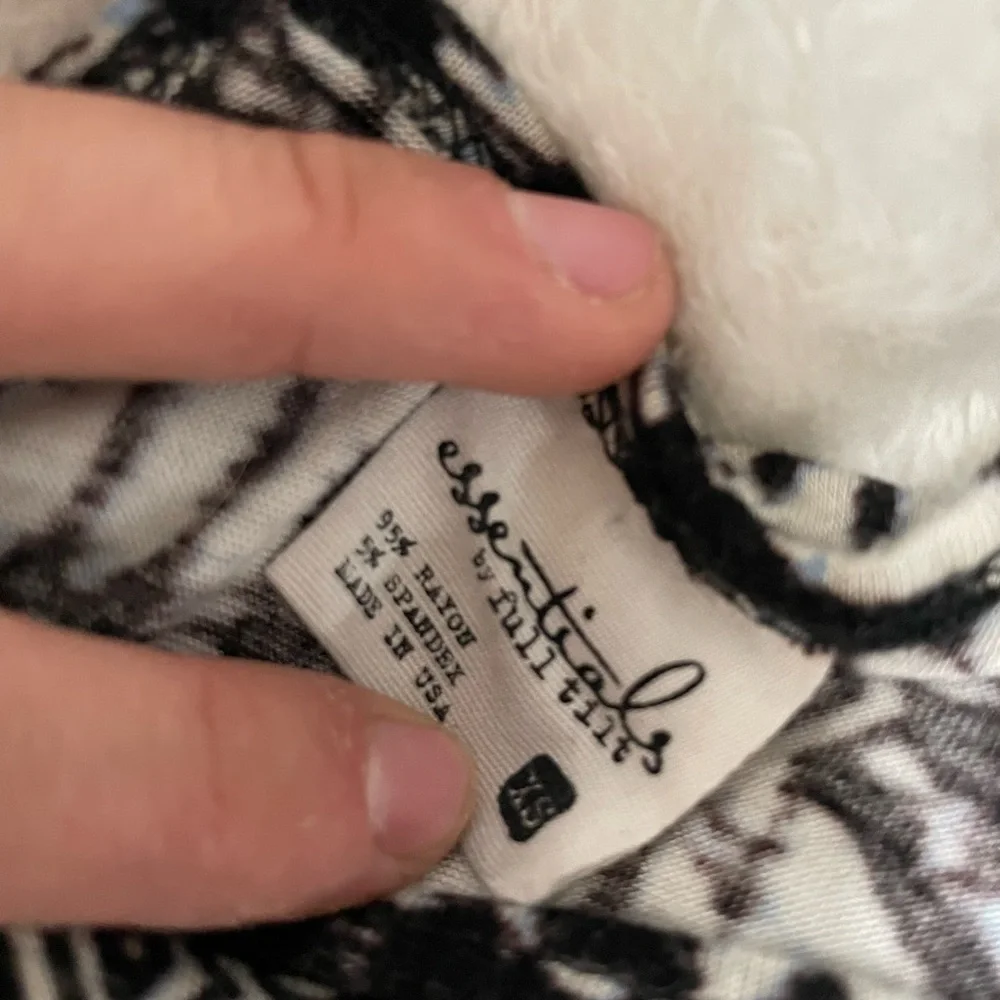 essentials
by full tilt
95% RAYON
5% SPANDEX
MADE IN USA
XS